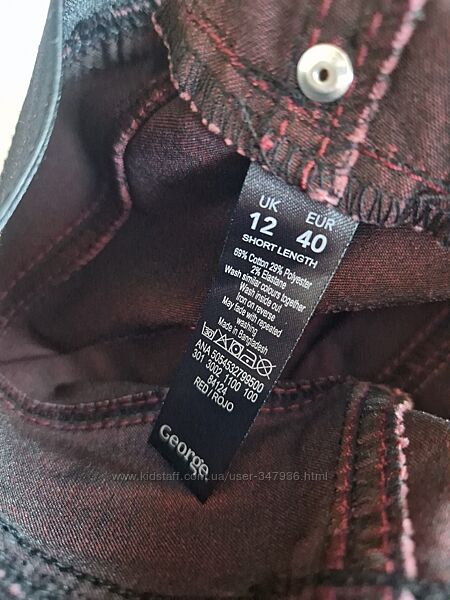 UK EUR
12 40
SHORT LENGTH
69% Cotton 29% Polyester
2% Elastane
Wash similar colours together
Wash inside out
Iron on reverse
May fade with repeated
washing
Made in Bangladesh
ANA 5054532799500
301 3002 1100 100
6412A
RED / ROJO
George
www.kidstaff.com.ua/user-347936.html